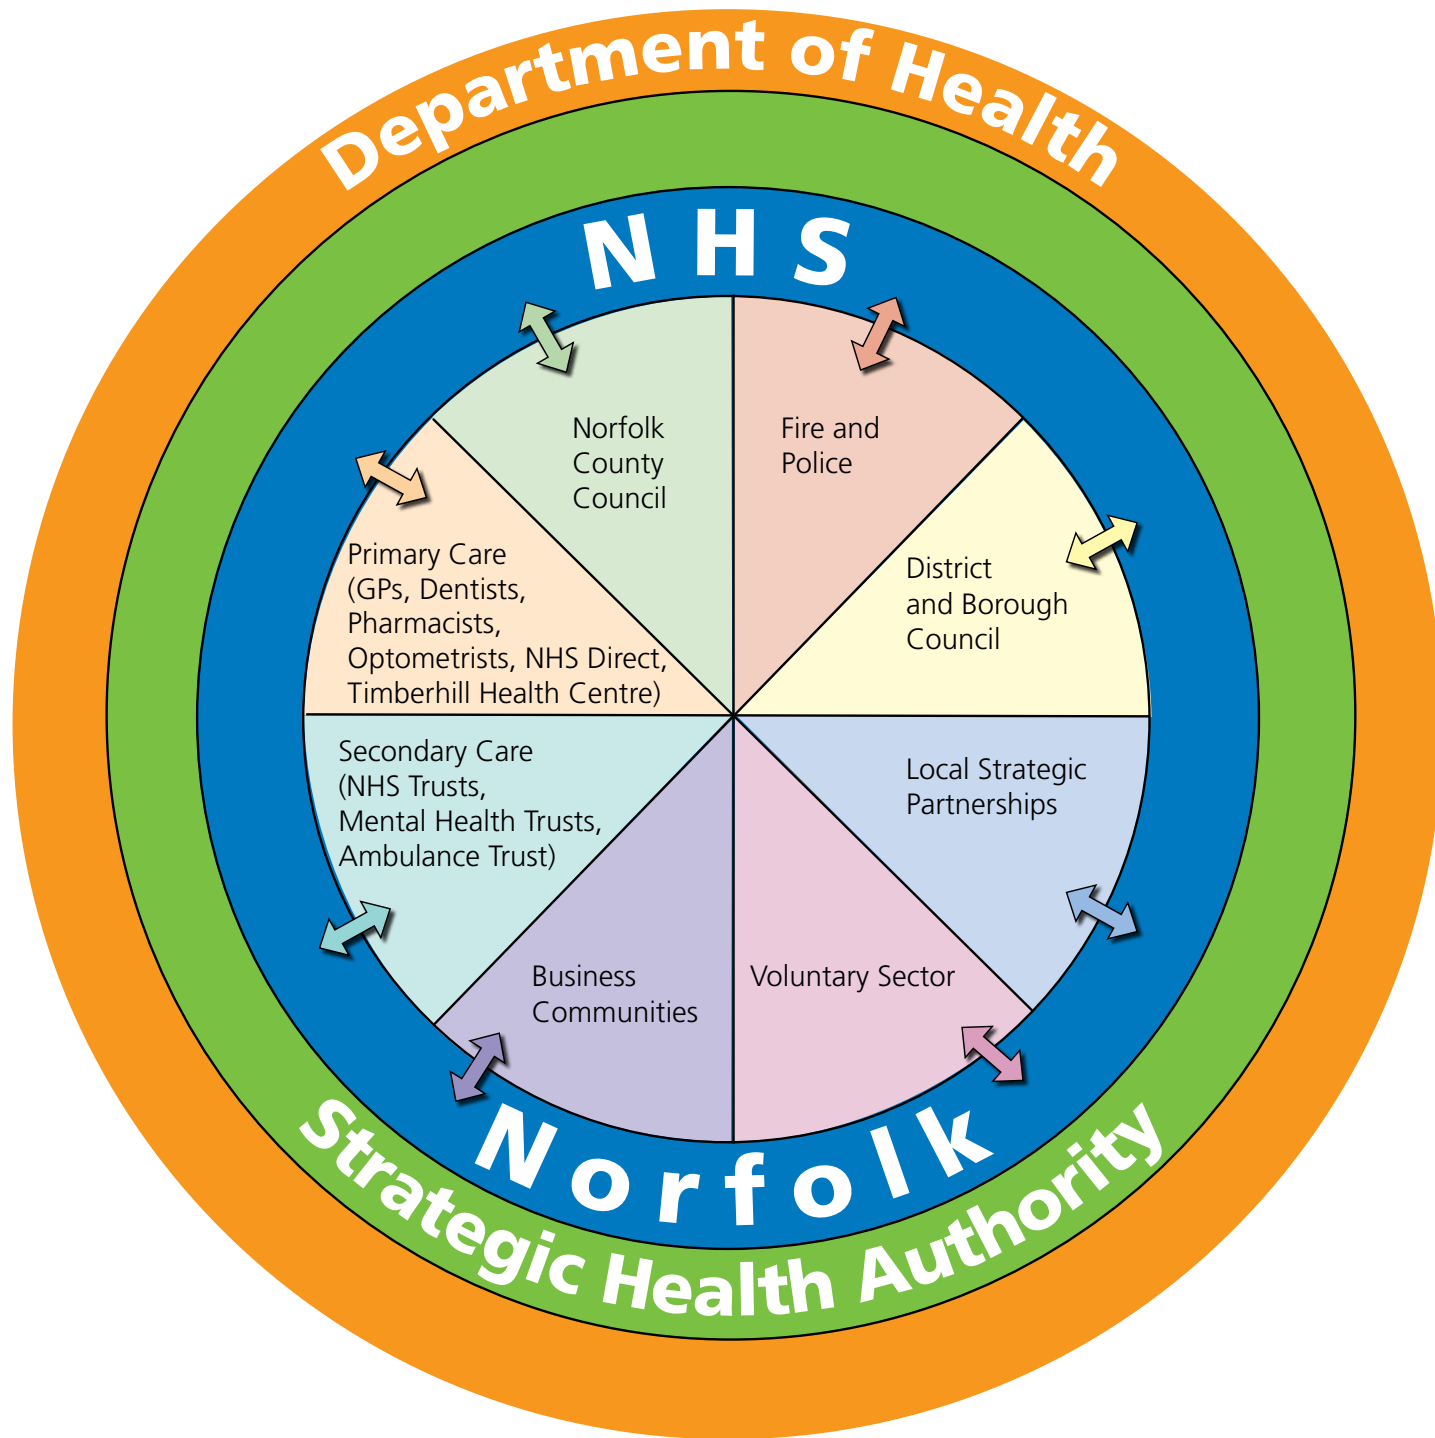 Department of Health
NHS
Norfolk
County
Council
Fire and
Police
Primary Care
(GPs, Dentists,
Pharmacists,
Optometrists, NHS Direct,
Timberhill Health Centre)
District
and Borough
Council
Secondary Care
(NHS Trusts,
Mental Health Trusts,
Ambulance Trust)
Local Strategic
Partnerships
Business
Communities
Voluntary Sector
Norfolk
Strategic Health Authority